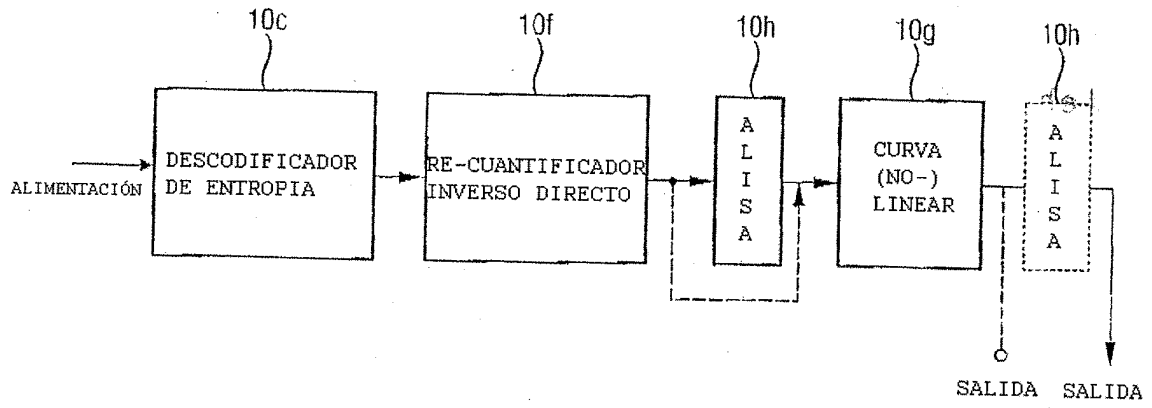 10c
10f
10h
10g
10h
ALIMENTACIÓN
DESCODIFICADOR
DE ENTROPIA
RE-CUANTIFICADOR
INVERSO DIRECTO
A
L
I
S
A
CURVA
(NO-)
LINEAR
A
L
I
S
A
SALIDA
SALIDA